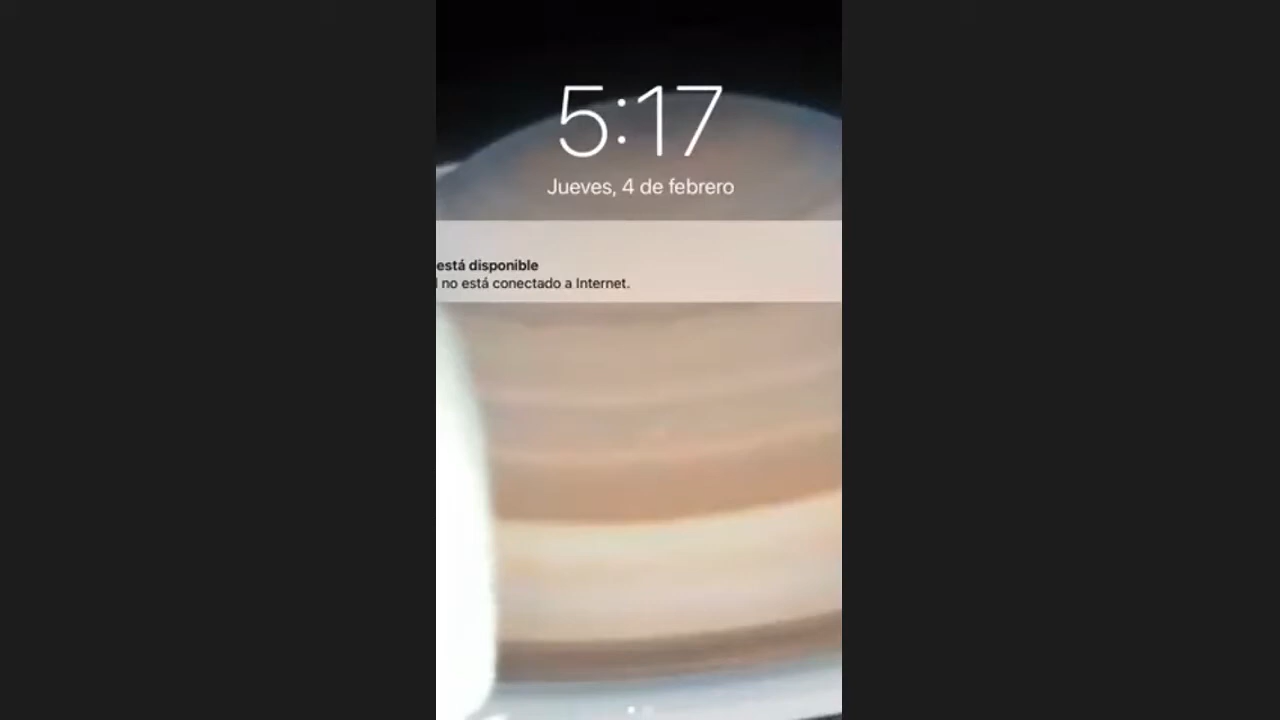 5:17
Jueves, 4 de febrero
está disponible
no está conectado a Internet.